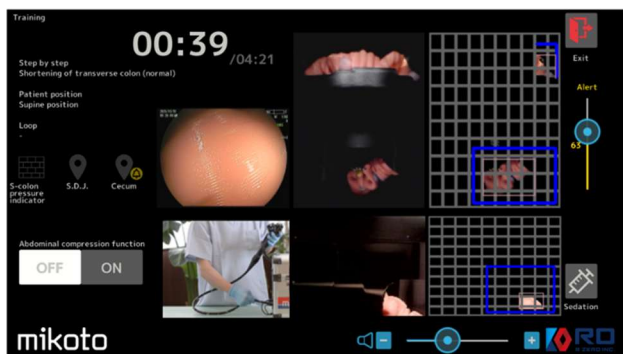 Training
00:39 /04:21
Step by step
Shortening of transverse colon (normal)
Patient position
Supine position
Loop
-
S-colon pressure indicator
S.D.J.
Cecum
Abdominal compression function
OFF ON
Exit
Alert
63
Sedation
mikoto